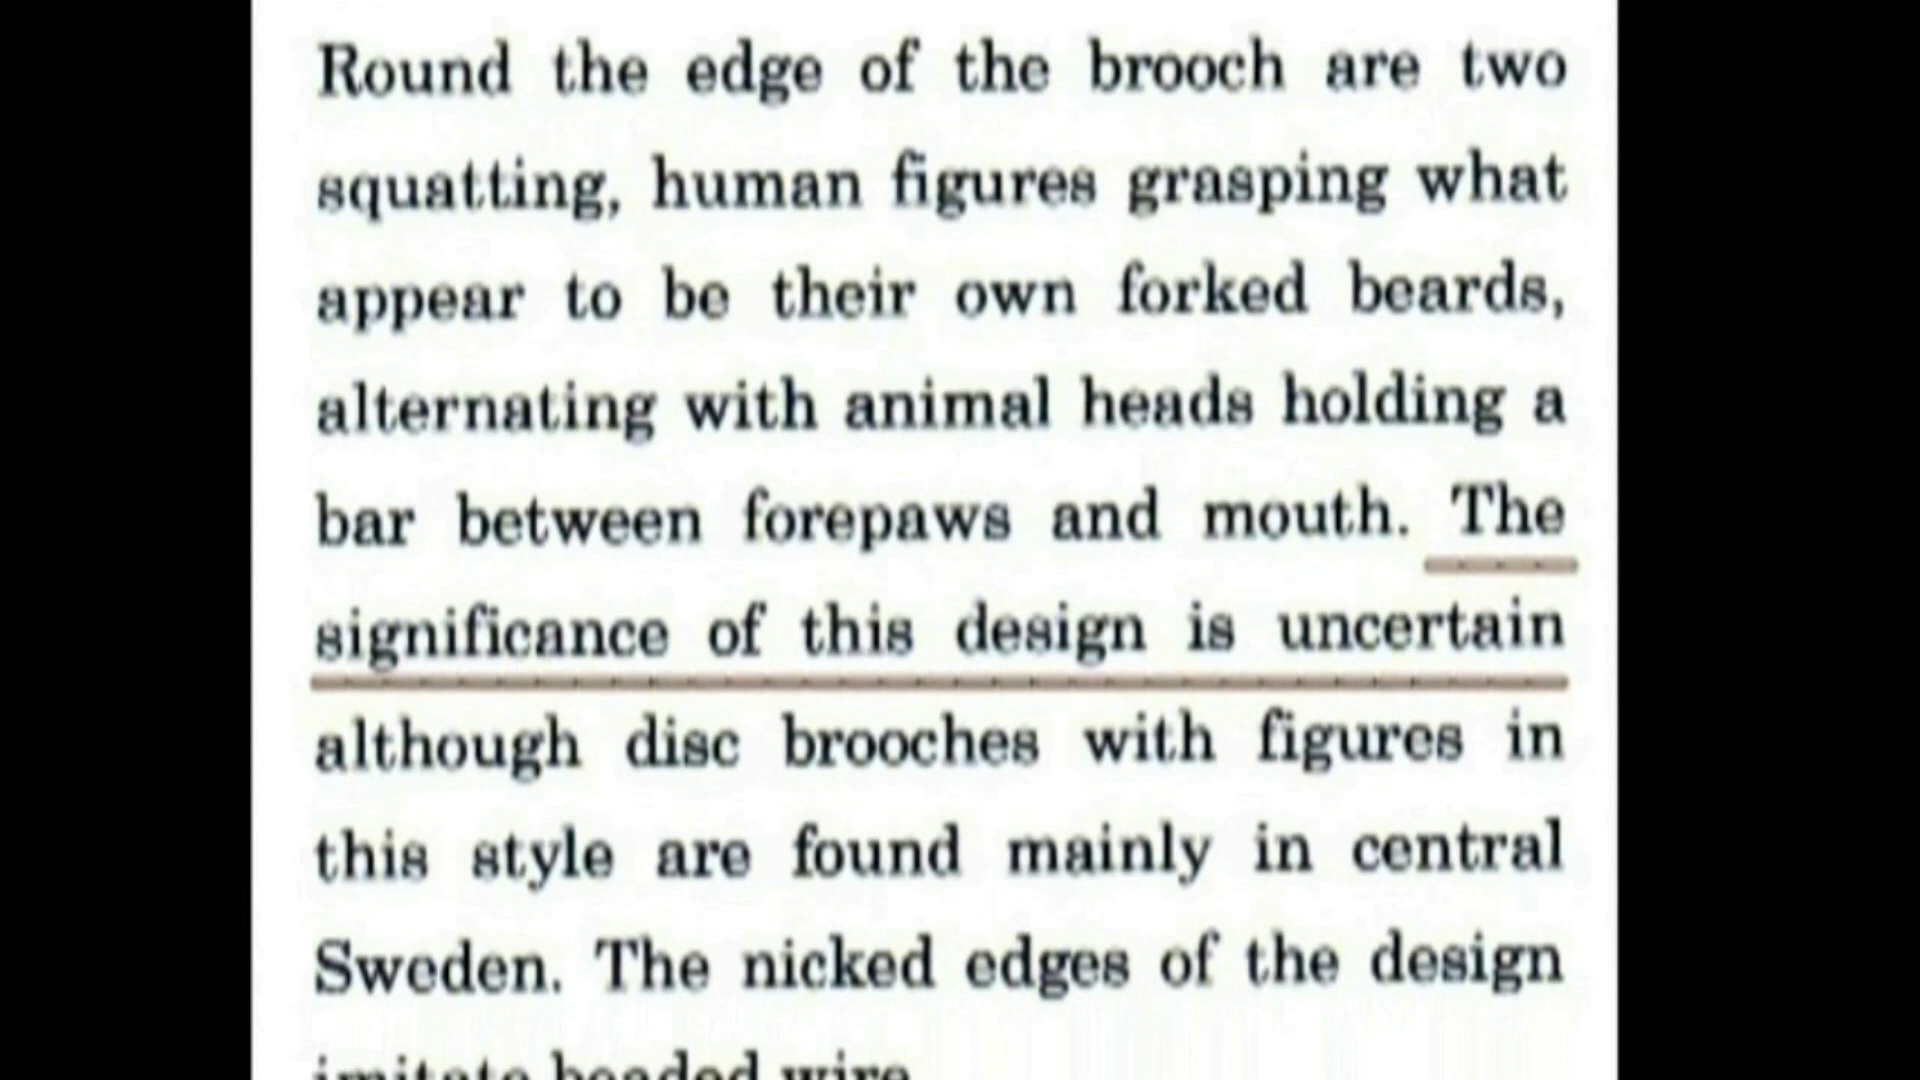 Round the edge of the brooch are two
squatting, human figures grasping what
appear to be their own forked beards,
alternating with animal heads holding a
bar between forepaws and mouth. The
significance of this design is uncertain
although disc brooches with figures in
this style are found mainly in central
Sweden. The nicked edges of the design
imitate beaded wire